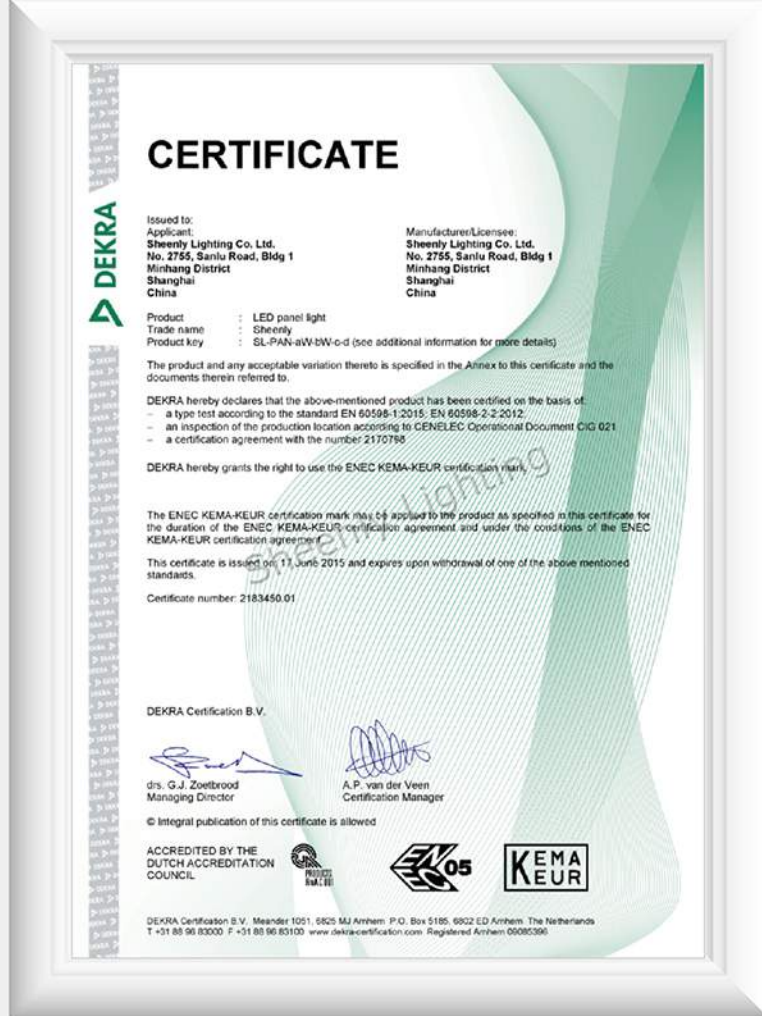 DEKRA
CERTIFICATE
Issued to:
Applicant:
Sheenly Lighting Co. Ltd.
No. 2755, Sanlu Road, Bldg 1
Minhang District
Shanghai
China
Manufacturer/Licensee:
Sheenly Lighting Co. Ltd.
No. 2755, Sanlu Road, Bldg 1
Minhang District
Shanghai
China
Product : LED panel light
Trade name : Sheenly
Product key : SL-PAN-aW-bW-c-d (see additional information for more details)
The product and any acceptable variation thereto is specified in the Annex to this certificate and the
documents therein referred to.
DEKRA hereby declares that the above-mentioned product has been certified on the basis of:
– a type test according to the standard EN 60598-1:2015; EN 60598-2-2:2012
– an inspection of the production location according to CENELEC Operational Document CIG 021
– a certification agreement with the number 2170798
DEKRA hereby grants the right to use the ENEC KEMA-KEUR certification mark.
The ENEC KEMA-KEUR certification mark may be applied to the product as specified in this certificate for
the duration of the ENEC KEMA-KEUR certification agreement and under the conditions of the ENEC
KEMA-KEUR certification agreement.
This certificate is issued on: 17 June 2015 and expires upon withdrawal of one of the above mentioned
standards.
Certificate number: 2183450.01
Sheenly Lighting
DEKRA Certification B.V.
drs. G.J. Zoetbrood
Managing Director
A.P. van der Veen
Certification Manager
© Integral publication of this certificate is allowed
ACCREDITED BY THE
DUTCH ACCREDITATION
COUNCIL
PRODUCTS
RvA C 001
ENEC 05
KEMA
KEUR
DEKRA Certification B.V. Meander 1051, 6825 MJ Arnhem P.O. Box 5185, 6802 ED Arnhem The Netherlands
T +31 88 96 83000 F +31 88 96 83100 www.dekra-certification.com Registered Arnhem 09085396